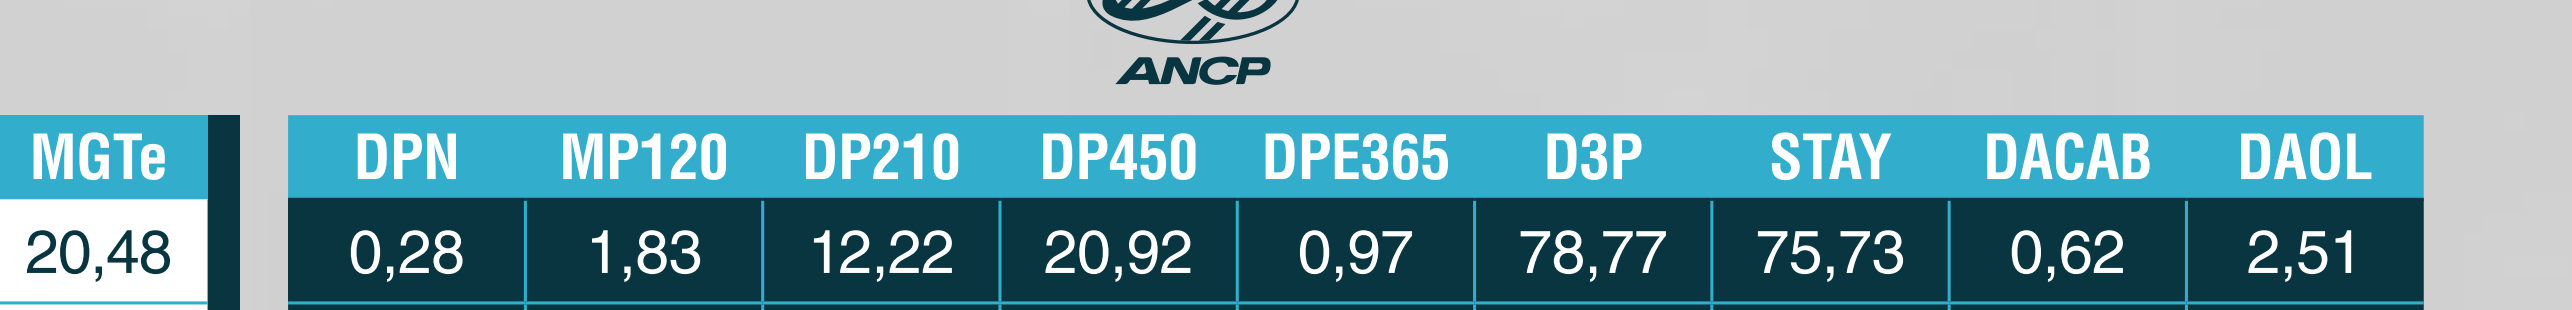 ANCP
MGTe DPN MP120 DP210 DP450 DPE365 D3P STAY DACAB DAOL
20,48 0,28 1,83 12,22 20,92 0,97 78,77 75,73 0,62 2,51